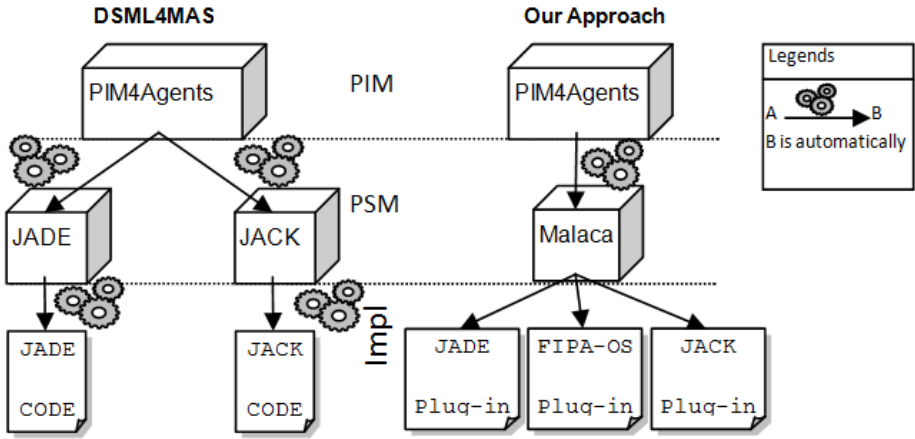 DSML4MAS
Our Approach
PIM4Agents
PIM
PIM4Agents
Legends
A
B
B is automatically
JADE
JACK
PSM
Malaca
Impl
JADE
CODE
JACK
CODE
JADE
Plug-in
FIPA-OS
Plug-in
JACK
Plug-in